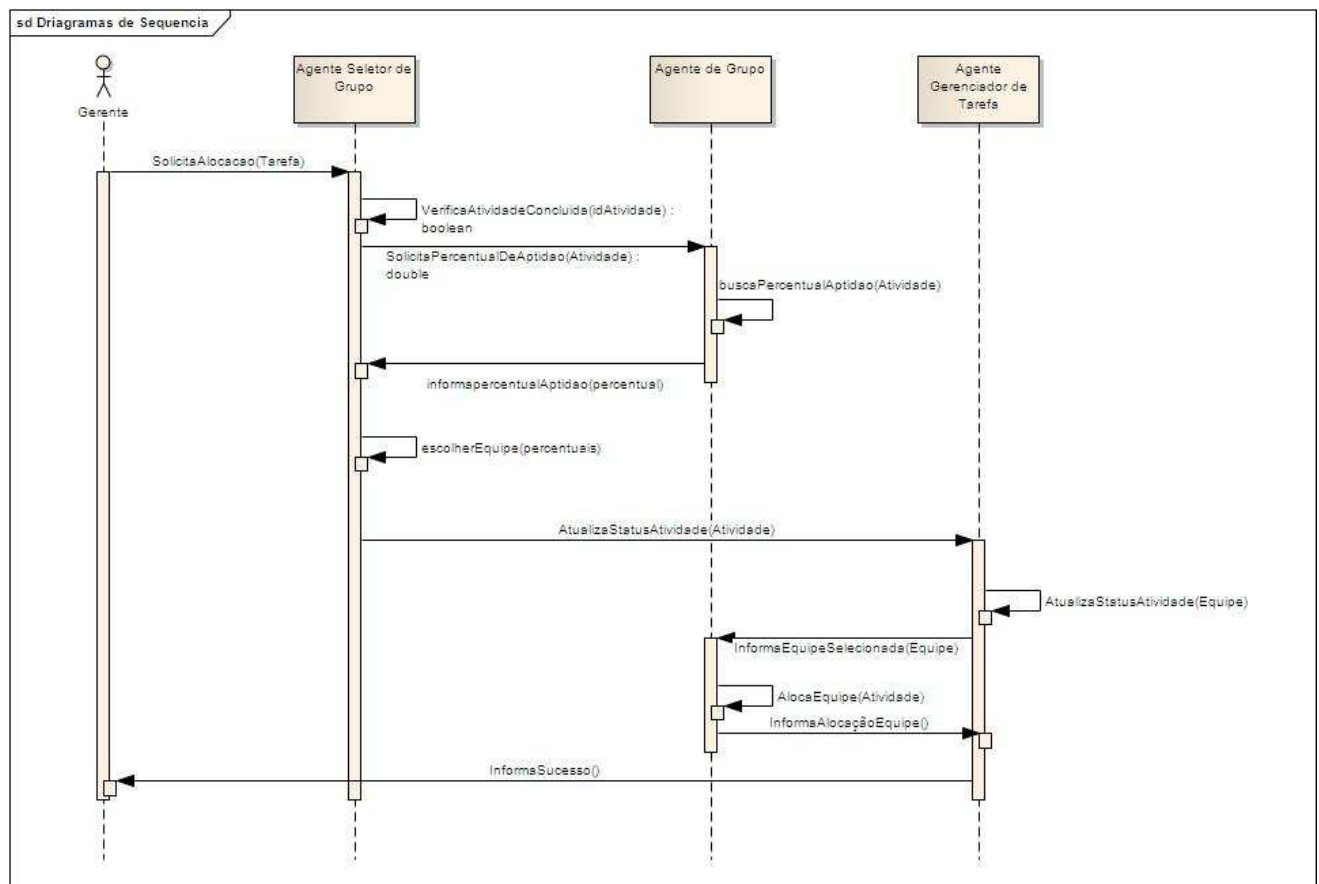 sd Driagramas de Sequencia
Gerente
Agente Seletor de
Grupo
Agente de Grupo
Agente
Gerenciador de
Tarefa
SolicitaAlocacao(Tarefa)
VerificaAtividadeConcluida(idAtividade) :
boolean
SolicitaPercentualDeAptidao(Atividade) :
double
buscaPercentualAptidao(Atividade)
informapercentualAptidao(percentual)
escolherEquipe(percentuais)
AtualizaStatusAtividade(Atividade)
AtualizaStatusAtividade(Equipe)
InformaEquipeSelecionada(Equipe)
AlocaEquipe(Atividade)
InformaAlocação​Equipe()
InformaSucesso()